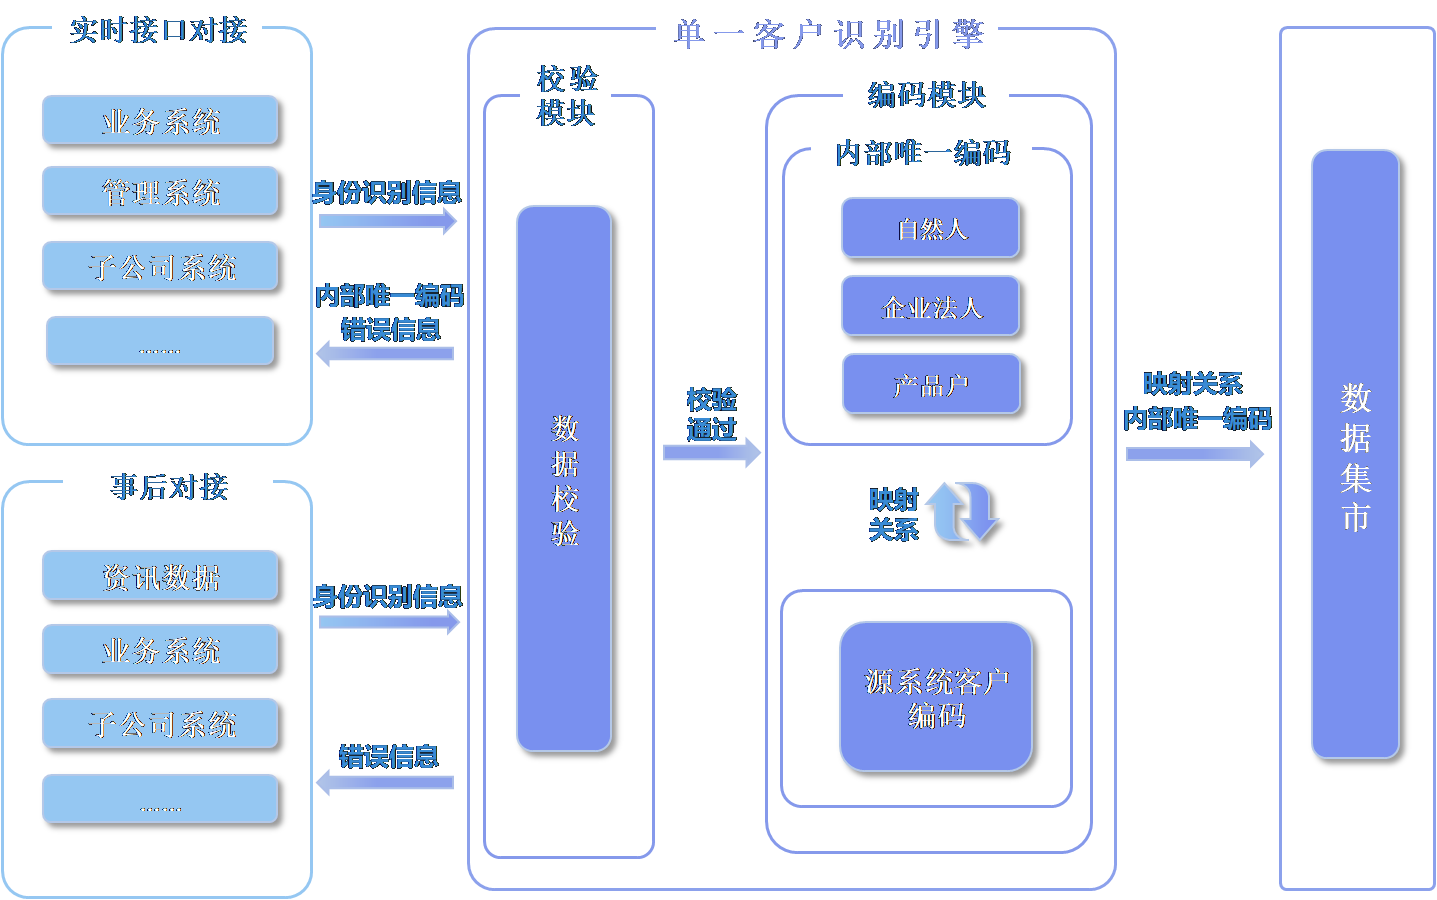 实时接口对接
业务系统
管理系统
子公司系统
......
事后对接
资讯数据
业务系统
子公司系统
......
身份识别信息
内部唯一编码
错误信息
身份识别信息
错误信息
单一客户识别引擎
校验
模块
数
据
校
验
校验
通过
编码模块
内部唯一编码
自然人
企业法人
产品户
映射
关系
源系统客户
编码
映射关系
内部唯一编码
数
据
集
市